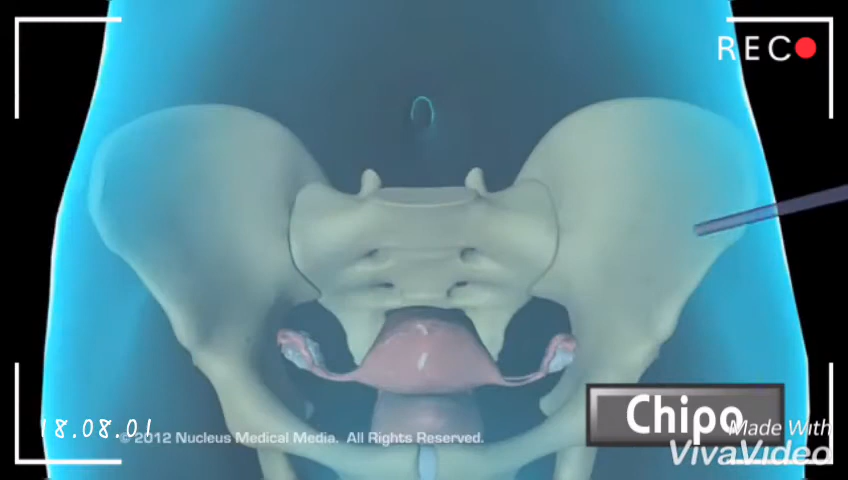 REC
18.08.01
© 2012 Nucleus Medical Media. All Rights Reserved.
Chipo
Made With
VivaVideo